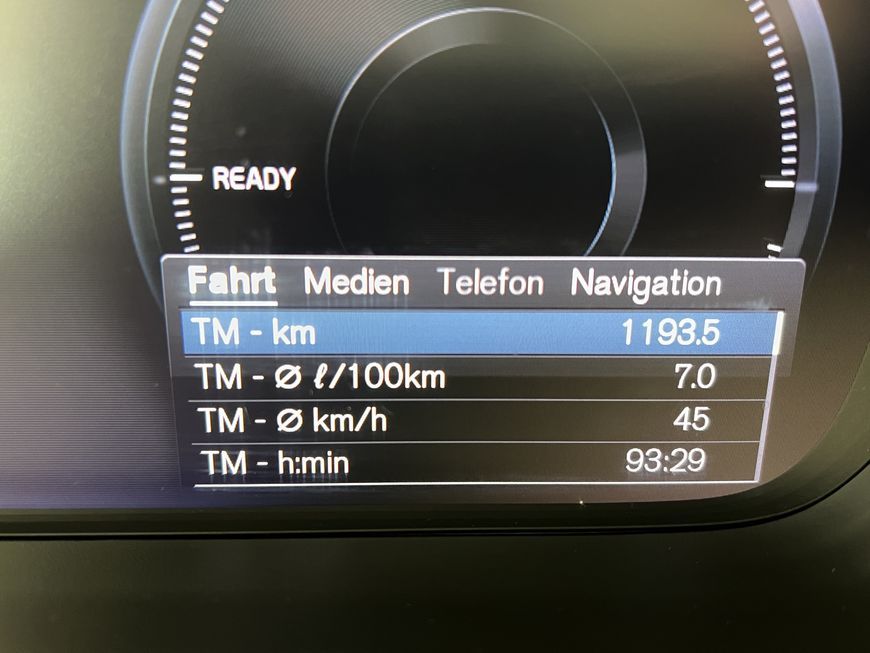 READY
Fahrt Medien Telefon Navigation
TM - km 1193.5
TM - Ø ℓ/100km 7.0
TM - Ø km/h 45
TM - h:min 93:29